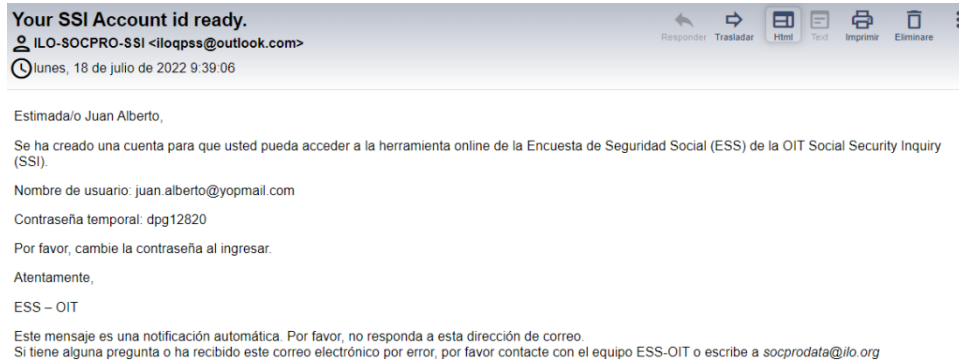 Your SSI Account id ready.
ILO-SOCPRO-SSI <iloqpss@outlook.com>
Responder Trasladar Html Text Imprimir Eliminare
lunes, 18 de julio de 2022 9:39:06
Estimada/o Juan Alberto,
Se ha creado una cuenta para que usted pueda acceder a la herramienta online de la Encuesta de Seguridad Social (ESS) de la OIT Social Security Inquiry
(SSI).
Nombre de usuario: juan.alberto@yopmail.com
Contraseña temporal: dpg12820
Por favor, cambie la contraseña al ingresar.
Atentamente,
ESS – OIT
Este mensaje es una notificación automática. Por favor, no responda a esta dirección de correo.
Si tiene alguna pregunta o ha recibido este correo electrónico por error, por favor contacte con el equipo ESS-OIT o escribe a socprodata@ilo.org